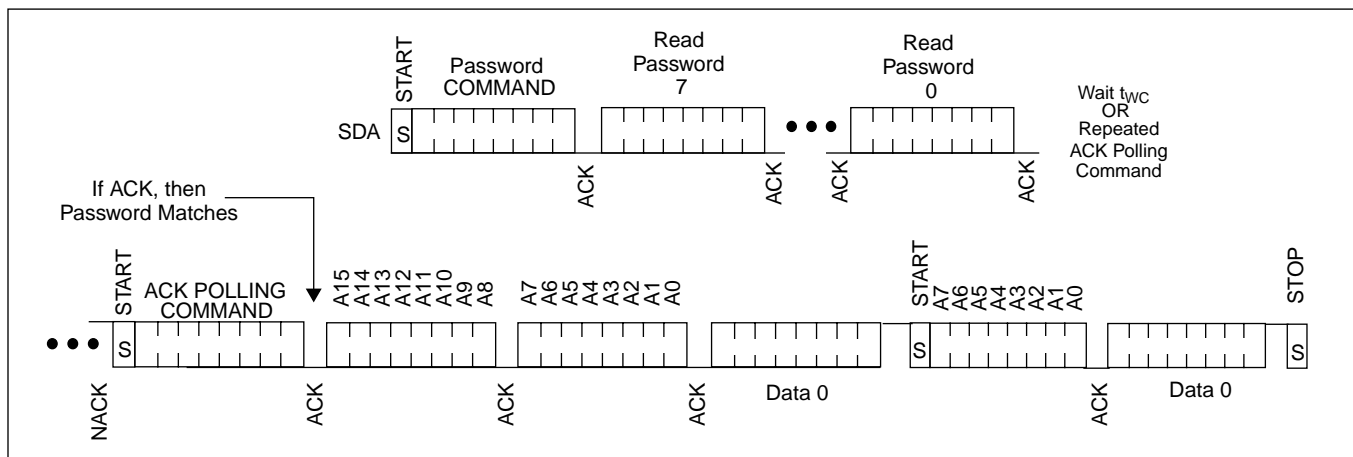 START
Password
COMMAND
Read
Password
7
Read
Password
0
SDA
S
ACK
ACK
ACK
ACK
Wait tWC
OR
Repeated
ACK Polling
Command
If ACK, then
Password Matches
START
ACK POLLING
COMMAND
A15
A14
A13
A12
A11
A10
A9
A8
A7
A6
A5
A4
A3
A2
A1
A0
START
A7
A6
A5
A4
A3
A2
A1
A0
STOP
S
S
S
NACK
ACK
ACK
ACK
Data 0
ACK
Data 0